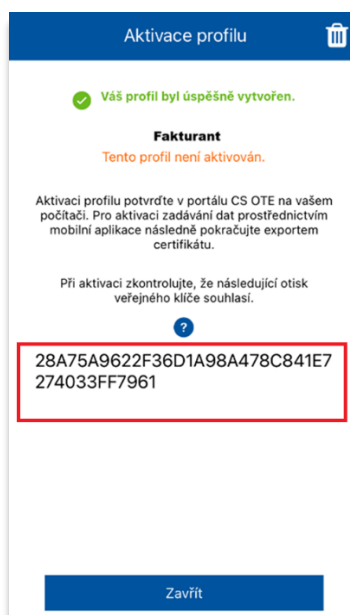 Aktivace profilu
Váš profil byl úspěšně vytvořen.
Fakturant
Tento profil není aktivován.
Aktivaci profilu potvrďte v portálu CS OTE na vašem
počítači. Pro aktivaci zadávání dat prostřednictvím
mobilní aplikace následně pokračujte exportem
certifikátu.
Při aktivaci zkontrolujte, že následující otisk
veřejného klíče souhlasí.
?
28A75A9622F36D1A98A478C841E7
274033FF7961
Zavřít